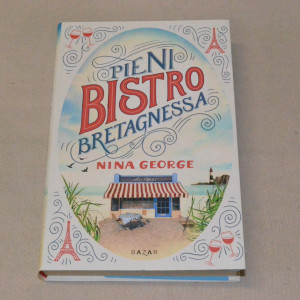 PIENI
BISTRO
BRETAGNESSA
NINA GEORGE
BAZAR